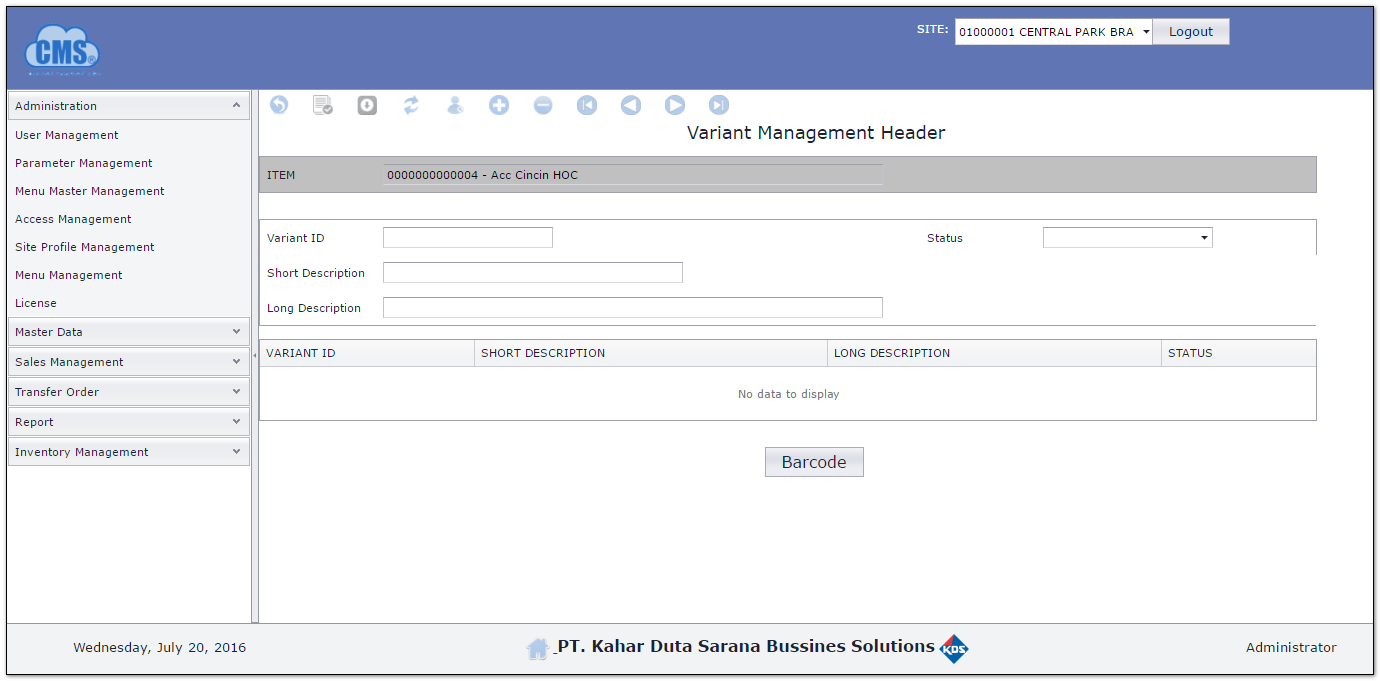 SITE: 01000001 CENTRAL PARK BRA Logout
CMS®
Administration
User Management
Parameter Management
Menu Master Management
Access Management
Site Profile Management
Menu Management
License
Master Data
Sales Management
Transfer Order
Report
Inventory Management
Variant Management Header
ITEM 0000000000004 - Acc Cincin HOC
Variant ID Status
Short Description
Long Description
VARIANT ID SHORT DESCRIPTION LONG DESCRIPTION STATUS
No data to display
Barcode
Wednesday, July 20, 2016 PT. Kahar Duta Sarana Bussines Solutions KDS Administrator